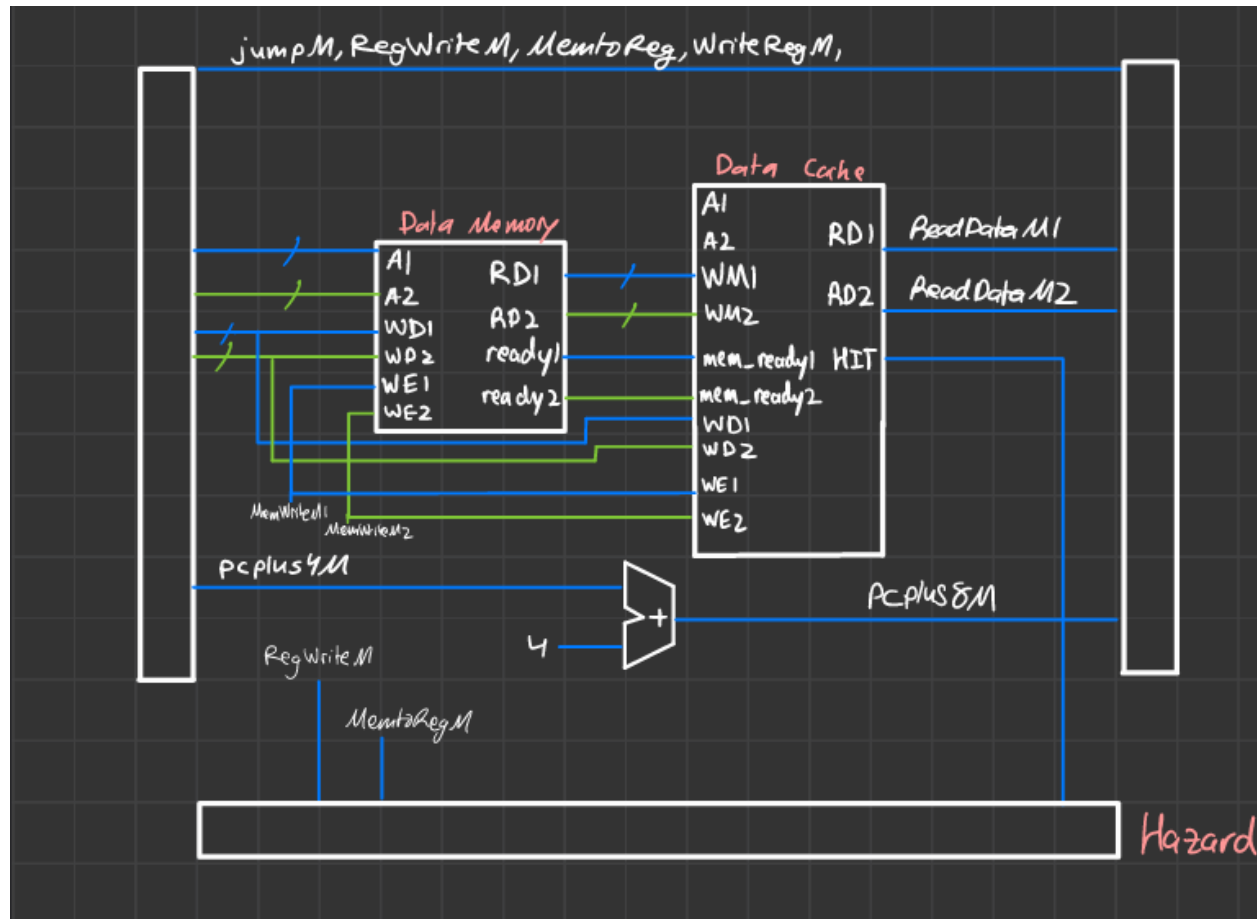 jumpM, RegWriteM, MemtoReg, WriteRegM,
Data Cache
Data Memory
A1
A2
WD1
WD2
WE1
WE2
RD1
RD2
ready1
ready2
A1
A2
WM1
WM2
mem_ready1
mem_ready2
WD1
WD2
WE1
WE2
RD1
RD2
HIT
ReadDataM1
ReadDataM2
MemWriteM1
MemWriteM2
pcplus4M
4
+
PCplus8M
RegWriteM
MemtoRegM
Hazard